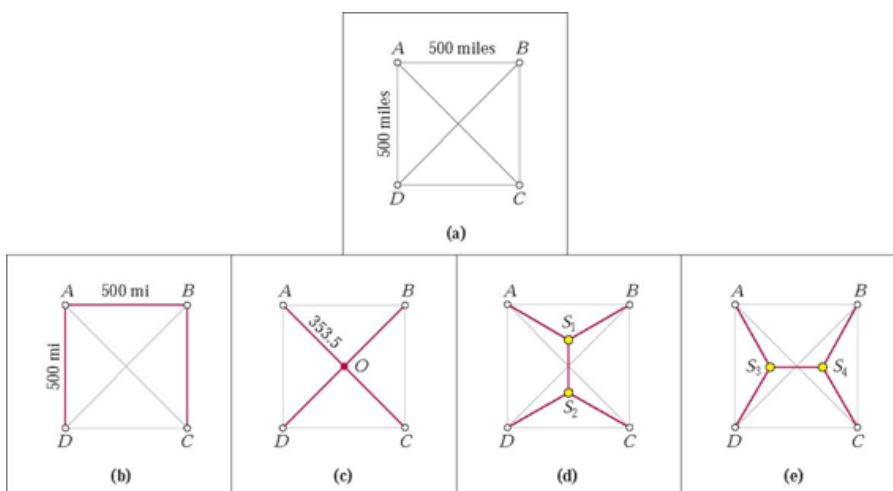 A 500 miles B
500 miles
D C
(a)
A 500 mi B
500 mi
D C
(b)
A B
353.5
O
D C
(c)
A B
S1
S2
D C
(d)
A B
S3 S4
D C
(e)